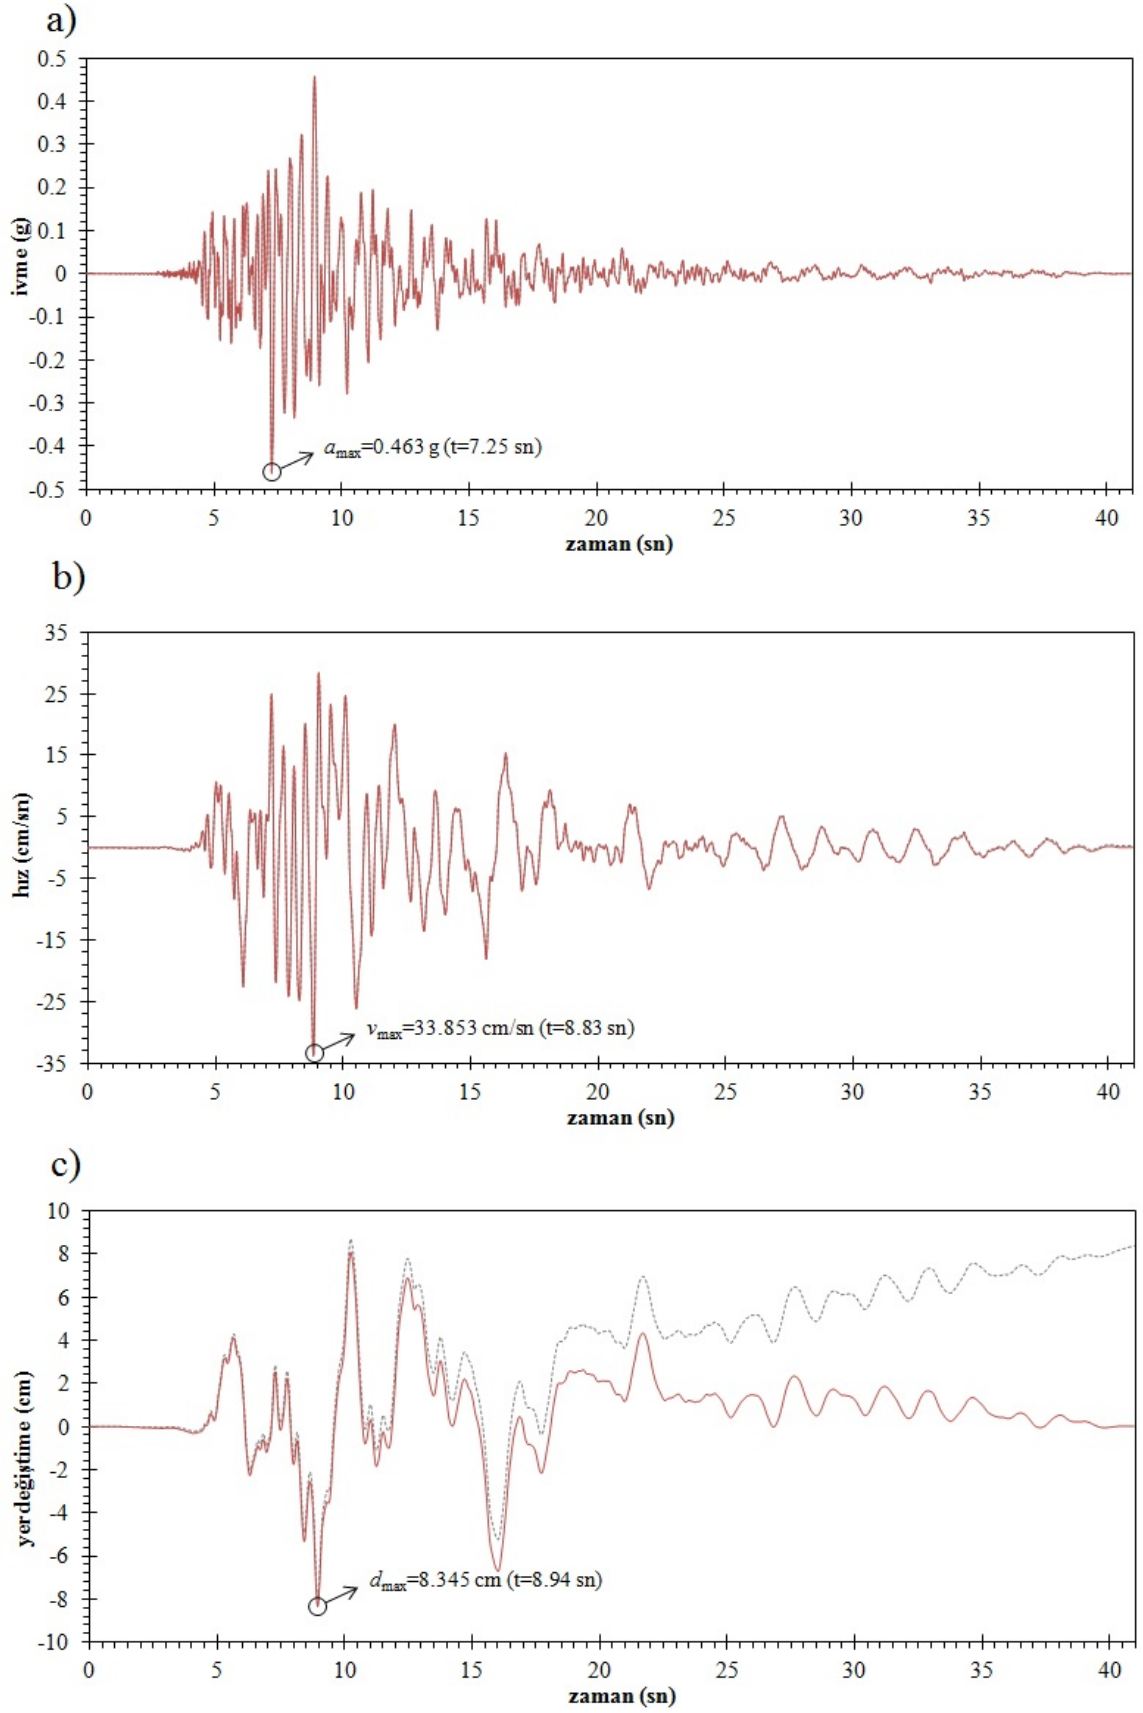 a)
0.5
0.4
0.3
0.2
0.1
0
-0.1
-0.2
-0.3
-0.4
-0.5
ivme (g)
a max=0.463 g (t=7.25 sn)
0 5 10 15 20 25 30 35 40
zaman (sn)
b)
35
25
15
5
-5
-15
-25
-35
hız (cm/sn)
v max=33.853 cm/sn (t=8.83 sn)
0 5 10 15 20 25 30 35 40
zaman (sn)
c)
10
8
6
4
2
0
-2
-4
-6
-8
-10
yerdeğiştime (cm)
d max=8.345 cm (t=8.94 sn)
0 5 10 15 20 25 30 35 40
zaman (sn)